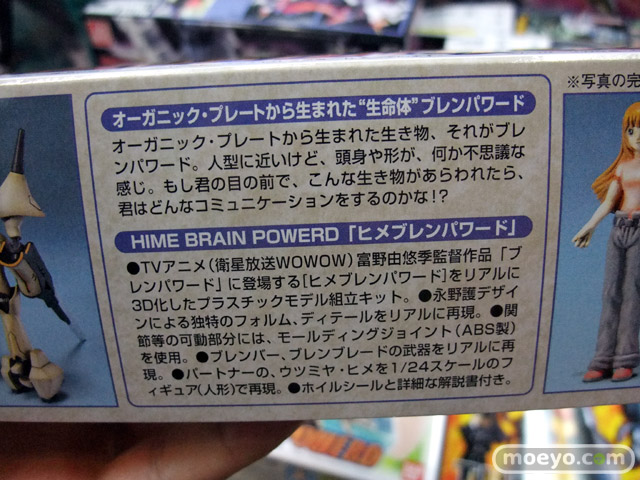 ※写真の完
オーガニック・プレートから生まれた“生命体”ブレンパワード
オーガニック・プレートから生まれた生き物、それがブレ
ンパワード。人型に近いけど、頭身や形が、何か不思議な
感じ。もし君の目の前で、こんな生き物があらわれたら、
君はどんなコミュニケーションをするのかな!?
HIME BRAIN POWERD「ヒメブレンパワード」
●TVアニメ（衛星放送WOWOW）富野由悠季監督作品「ブ
レンパワード」に登場する[ヒメブレンパワード]をリアルに
3D化したプラスチックモデル組立キット。●永野護デザイ
ンによる独特のフォルム、ディテールをリアルに再現。●関
節等の可動部分には、モールディングジョイント（ABS製）
を使用。●ブレンバー、ブレンブレードの武器をリアルに再
現。●パートナーの、ウツミヤ・ヒメを1/24スケールのフ
ィギュア(人形)で再現。●ホイルシールと詳細な解説書付き。
moeyo.com